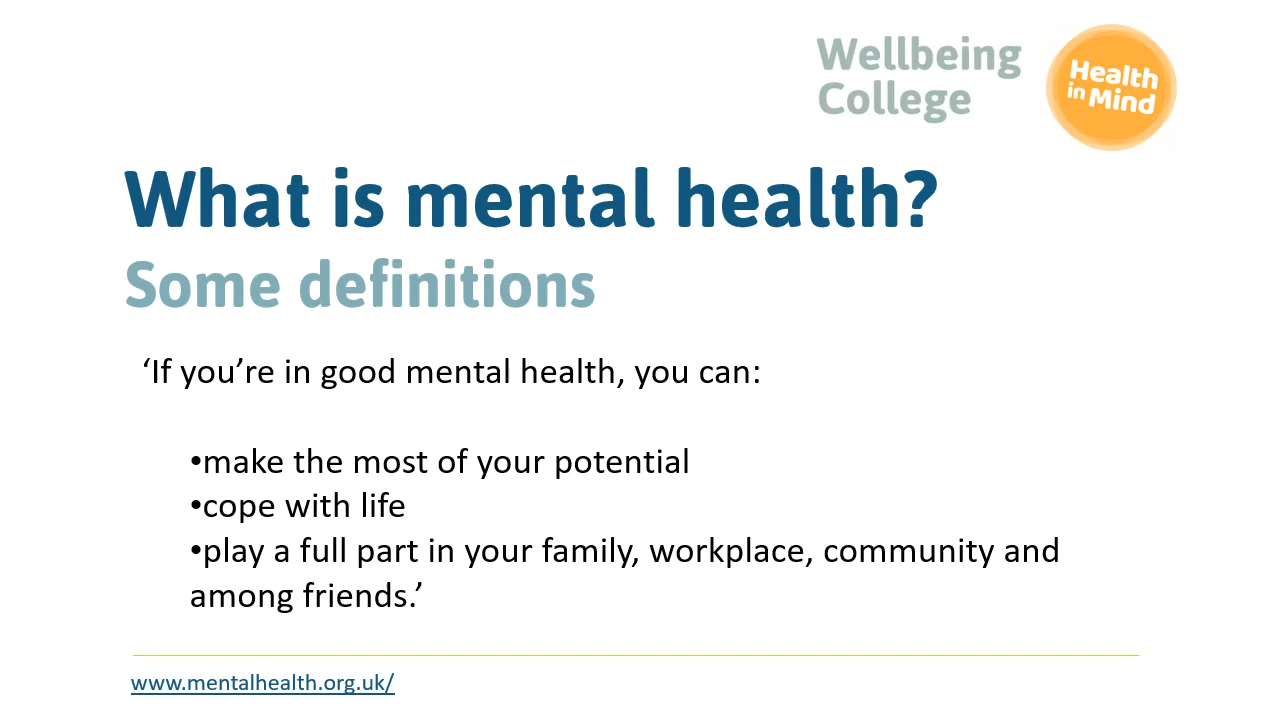 Wellbeing
College
Health
in Mind
What is mental health?
Some definitions
‘If you’re in good mental health, you can:
•make the most of your potential
•cope with life
•play a full part in your family, workplace, community and
among friends.’
www.mentalhealth.org.uk/